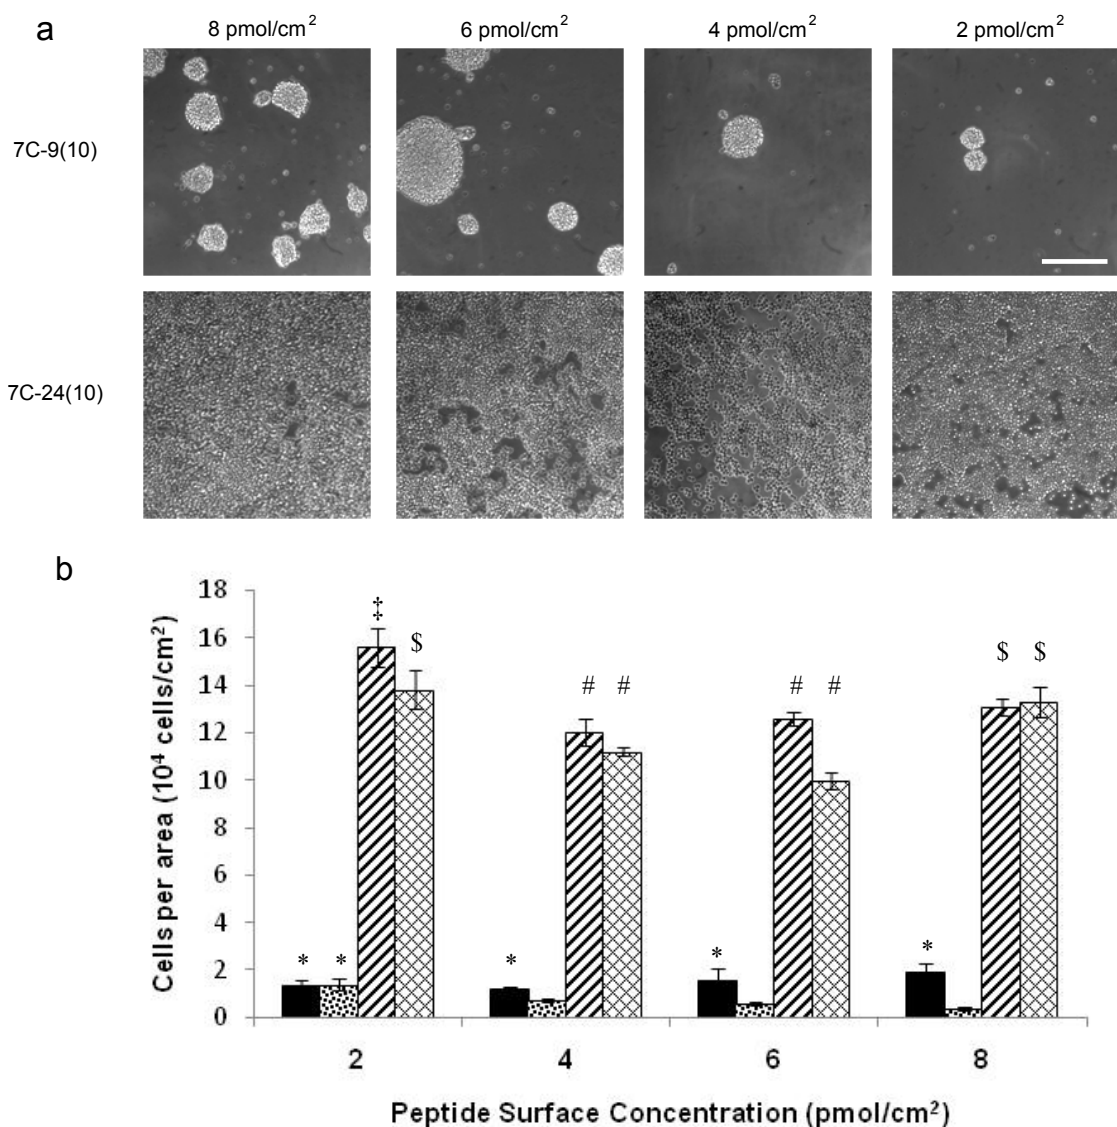 a
8 pmol/cm²
6 pmol/cm²
4 pmol/cm²
2 pmol/cm²
7C-9(10)
7C-24(10)
b
Cells per area (10⁴ cells/cm²)
18
16
14
12
10
8
6
4
2
0
* * ‡ $
* # #
* # #
* $ $
2 4 6 8
Peptide Surface Concentration (pmol/cm²)